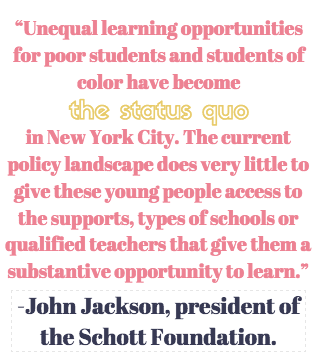 “Unequal learning opportunities
for poor students and students of
color have become
the status quo
in New York City. The current
policy landscape does very little to
give these young people access to
the supports, types of schools or
qualified teachers that give them a
substantive opportunity to learn.”
-John Jackson, president of
the Schott Foundation.